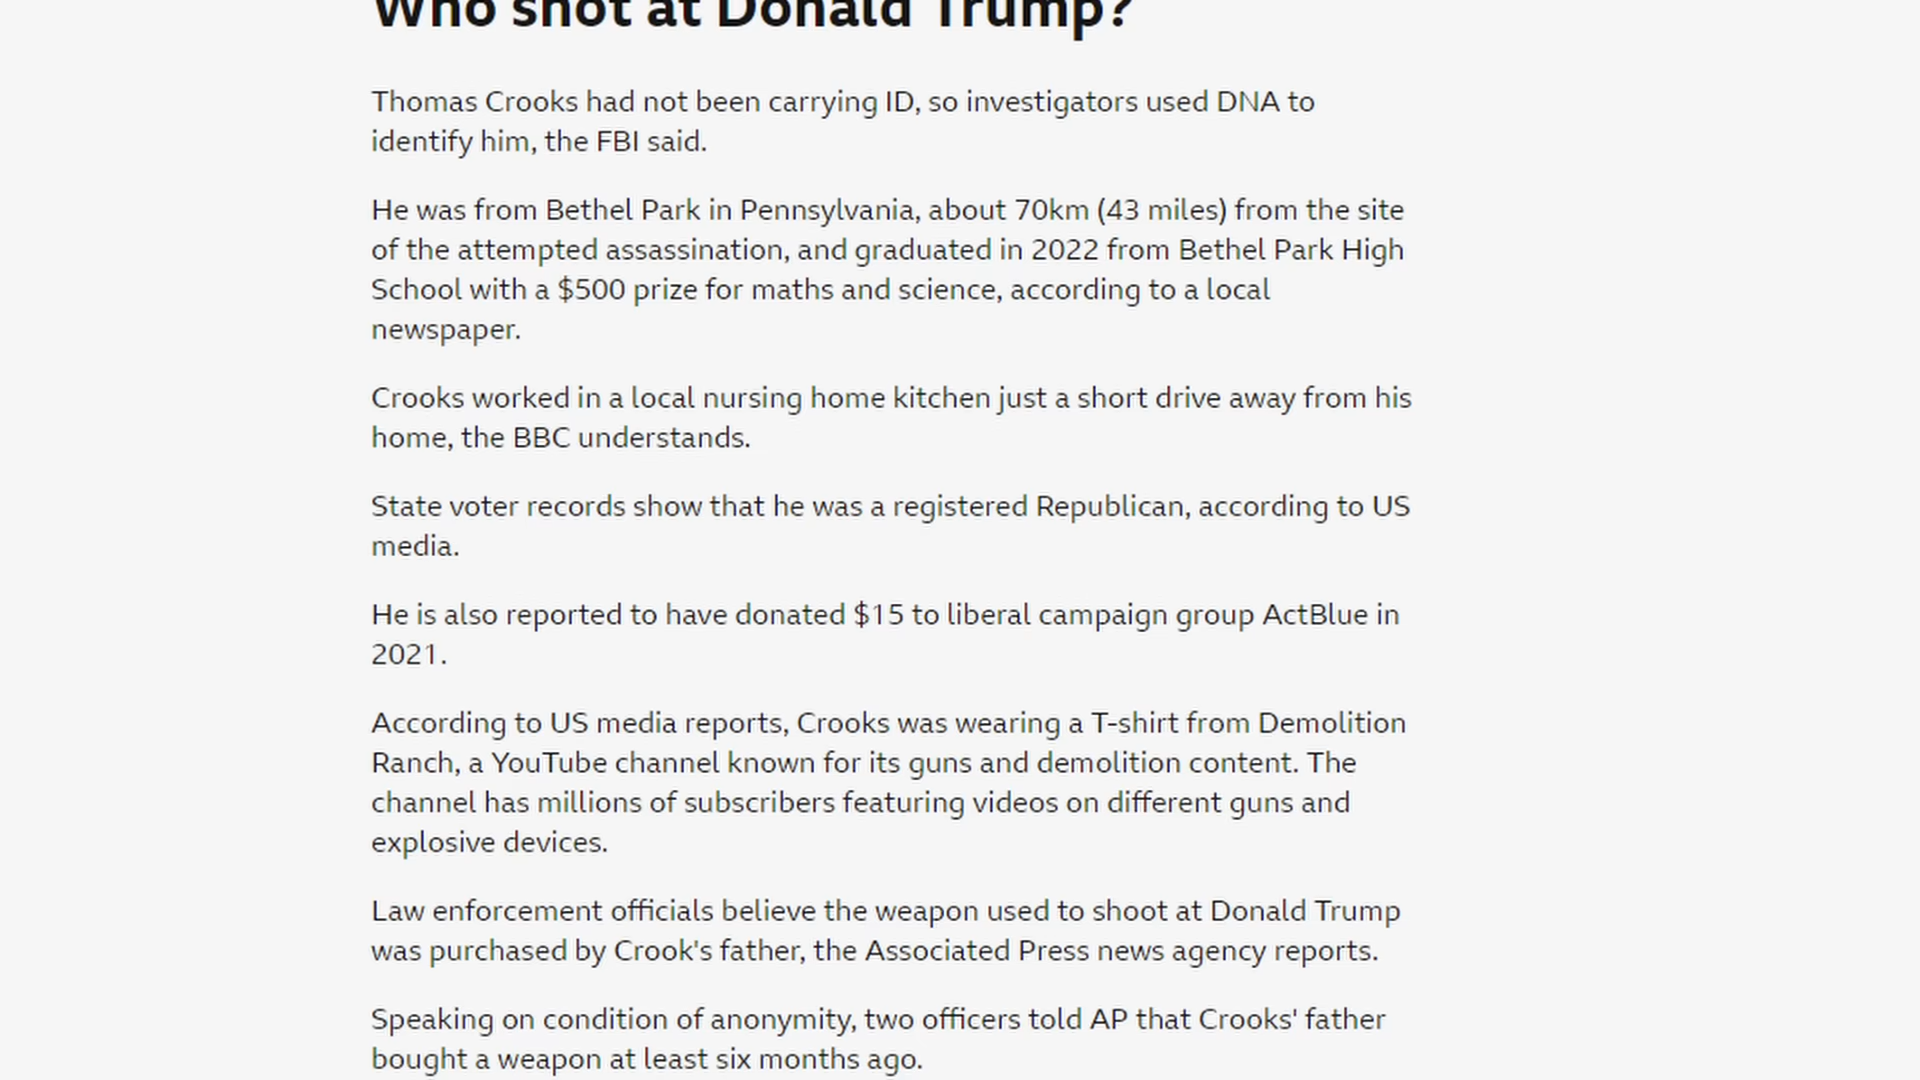 Who shot at Donald Trump?
Thomas Crooks had not been carrying ID, so investigators used DNA to
identify him, the FBI said.
He was from Bethel Park in Pennsylvania, about 70km (43 miles) from the site
of the attempted assassination, and graduated in 2022 from Bethel Park High
School with a $500 prize for maths and science, according to a local
newspaper.
Crooks worked in a local nursing home kitchen just a short drive away from his
home, the BBC understands.
State voter records show that he was a registered Republican, according to US
media.
He is also reported to have donated $15 to liberal campaign group ActBlue in
2021.
According to US media reports, Crooks was wearing a T-shirt from Demolition
Ranch, a YouTube channel known for its guns and demolition content. The
channel has millions of subscribers featuring videos on different guns and
explosive devices.
Law enforcement officials believe the weapon used to shoot at Donald Trump
was purchased by Crook's father, the Associated Press news agency reports.
Speaking on condition of anonymity, two officers told AP that Crooks' father
bought a weapon at least six months ago.